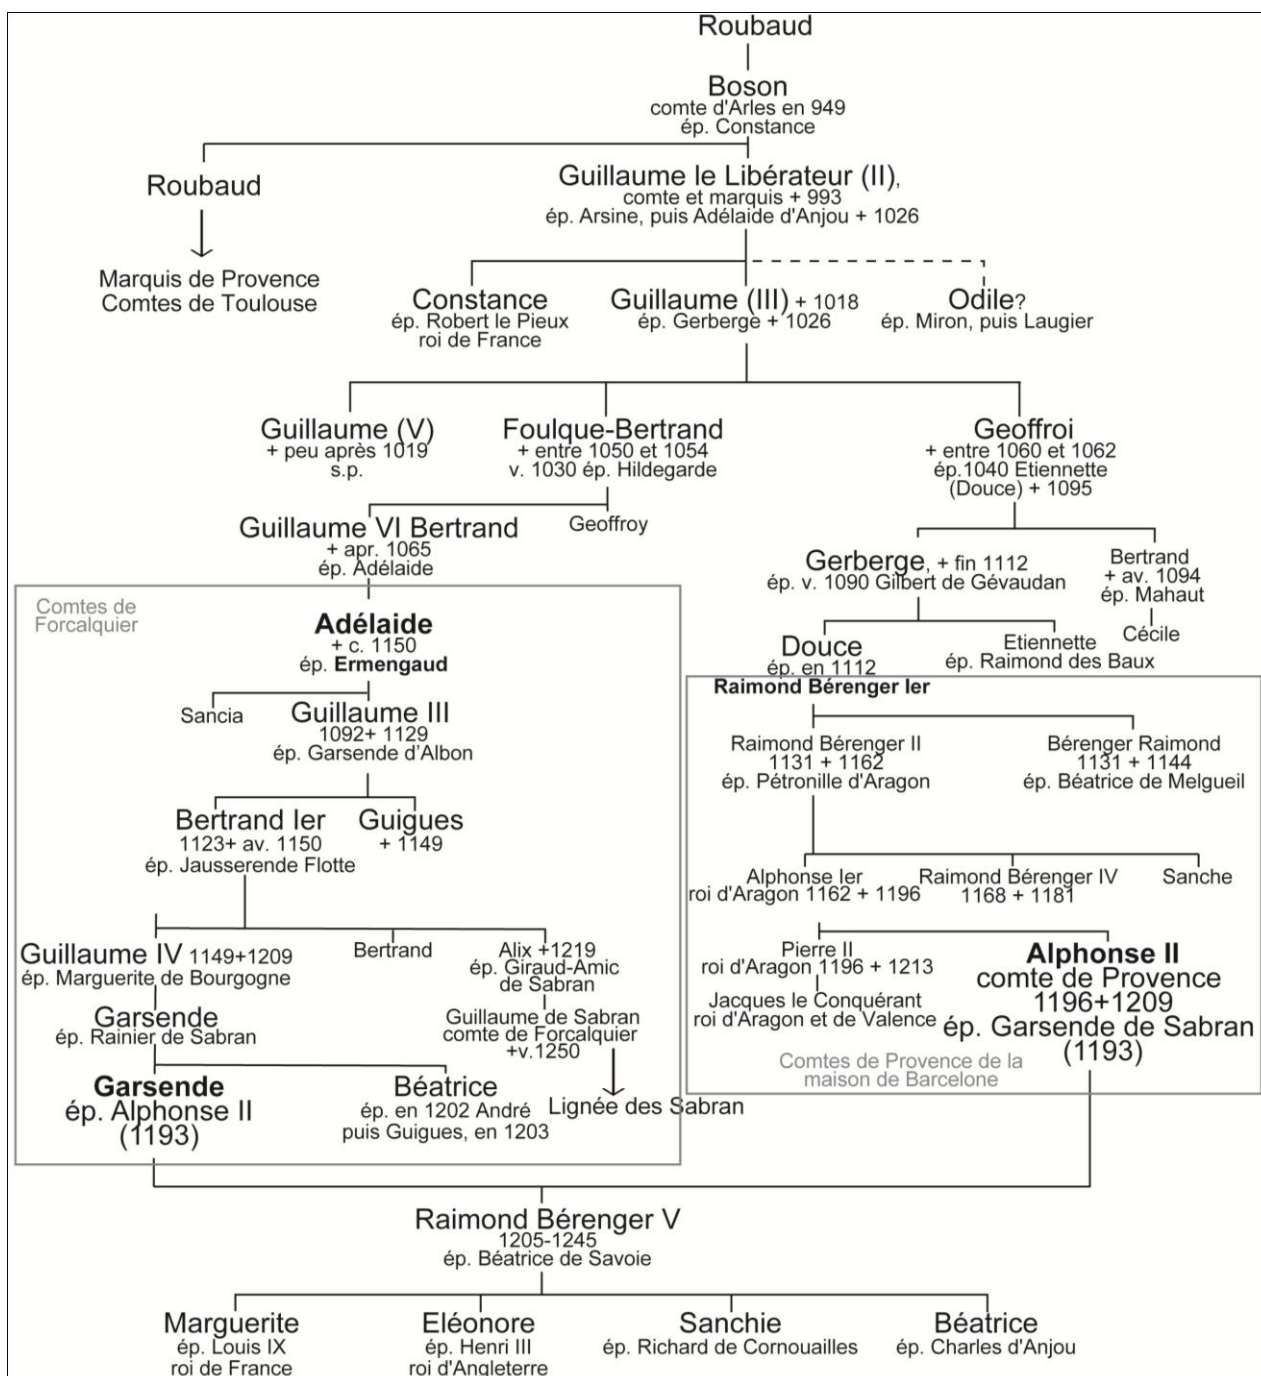 Roubaud
Boson
comte d'Arles en 949
ép. Constance
Roubaud
Marquis de Provence
Comtes de Toulouse
Guillaume le Libérateur (II),
comte et marquis + 993
ép. Arsine, puis Adélaide d'Anjou + 1026
Constance
ép. Robert le Pieux
roi de France
Guillaume (III) + 1018
ép. Gerberge + 1026
Odile?
ép. Miron, puis Laugier
Guillaume (V)
+ peu après 1019
s.p.
Foulque-Bertrand
+ entre 1050 et 1054
v. 1030 ép. Hildegarde
Geoffroi
+ entre 1060 et 1062
ép.1040 Etiennette
(Douce) + 1095
Guillaume VI Bertrand
+ apr. 1065
ép. Adélaide
Geoffroy
Gerberge, + fin 1112
ép. v. 1090 Gilbert de Gévaudan
Bertrand
+ av. 1094
ép. Mahaut
Cécile
Douce
ép. en 1112
Raimond Bérenger Ier
Etiennette
ép. Raimond des Baux
Comtes de
Forcalquier
Adélaide
+ c. 1150
ép. Ermengaud
Sancia
Guillaume III
1092+ 1129
ép. Garsende d'Albon
Bertrand Ier
1123+ av. 1150
ép. Jausserende Flotte
Guigues
+ 1149
Guillaume IV 1149+1209
ép. Marguerite de Bourgogne
Bertrand
Alix +1219
ép. Giraud-Amic
de Sabran
Garsende
ép. Rainier de Sabran
Guillaume de Sabran
comte de Forcalquier
+v.1250
Lignée des Sabran
Garsende
ép. Alphonse II
(1193)
Béatrice
ép. en 1202 André
puis Guigues, en 1203
Raimond Bérenger II
1131 + 1162
ép. Pétronille d'Aragon
Bérenger Raimond
1131 + 1144
ép. Béatrice de Melgueil
Alphonse Ier
roi d'Aragon 1162 + 1196
Raimond Bérenger IV
1168 + 1181
Sanche
Pierre II
roi d'Aragon 1196 + 1213
Jacques le Conquérant
roi d'Aragon et de Valence
Alphonse II
comte de Provence
1196+1209
ép. Garsende de Sabran
(1193)
Comtes de Provence de la
maison de Barcelone
Raimond Bérenger V
1205-1245
ép. Béatrice de Savoie
Marguerite
ép. Louis IX
roi de France
Eléonore
ép. Henri III
roi d'Angleterre
Sanchie
ép. Richard de Cornouailles
Béatrice
ép. Charles d'Anjou